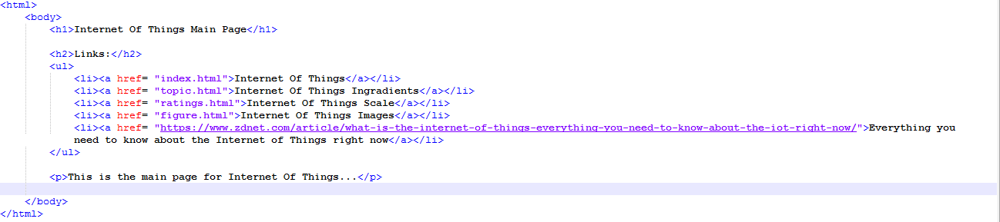 <html>
<body>
<h1>Internet Of Things Main Page</h1>
<h2>Links:</h2>
<ul>
<li><a href= "index.html">Internet Of Things</a></li>
<li><a href= "topic.html">Internet Of Things Ingradients</a></li>
<li><a href= "ratings.html">Internet Of Things Scale</a></li>
<li><a href= "figure.html">Internet Of Things Images</a></li>
<li><a href= "https://www.zdnet.com/article/what-is-the-internet-of-things-everything-you-need-to-know-about-the-iot-right-now/">Everything you
need to know about the Internet of Things right now</a></li>
</ul>
<p>This is the main page for Internet Of Things...</p>
</body>
</html>